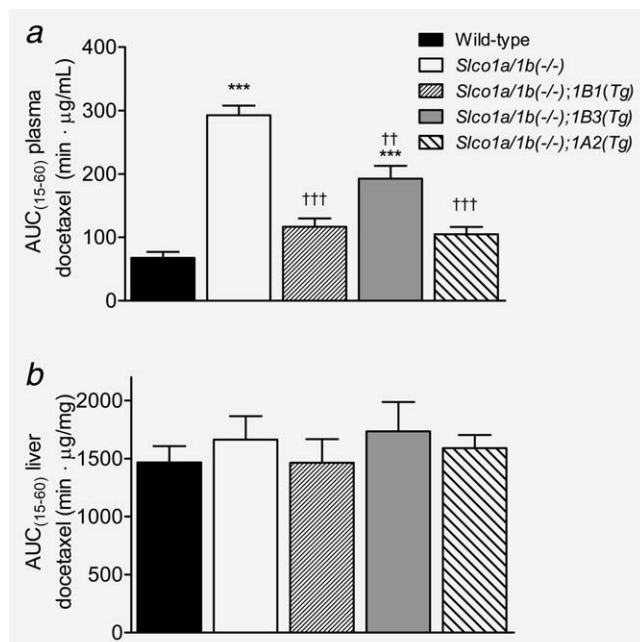 a
400
300
200
100
0
AUC(15-60) plasma
docetaxel (min · µg/mL)
***
†††
††
***
†††
Wild-type
Slco1a/1b(-/-)
Slco1a/1b(-/-);1B1(Tg)
Slco1a/1b(-/-);1B3(Tg)
Slco1a/1b(-/-);1A2(Tg)
b
2000
1500
1000
500
0
AUC(15-60) liver
docetaxel (min · µg/mg)